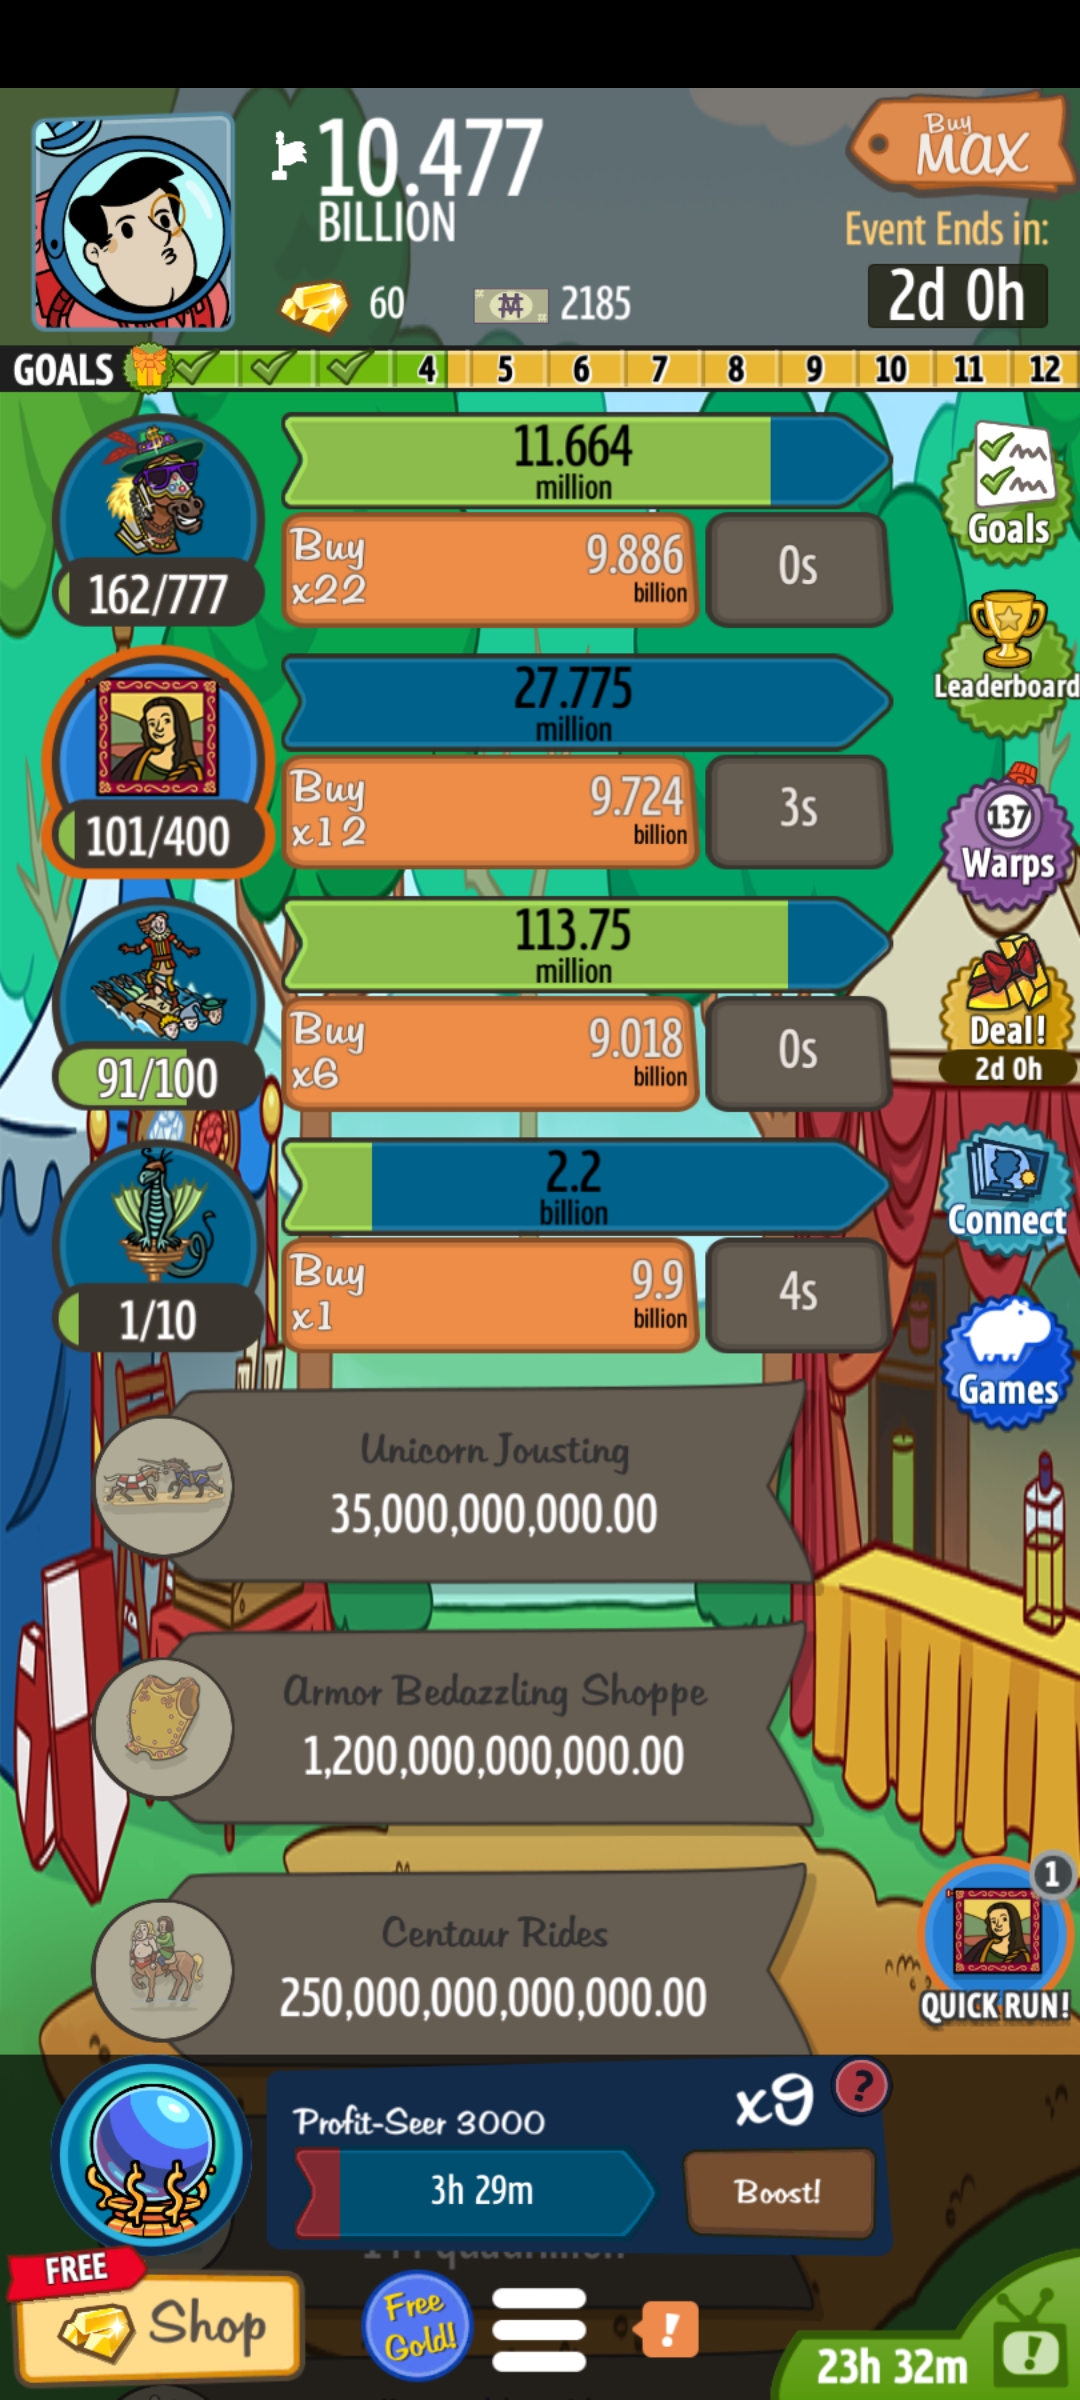 10.477
BILLION
Buy
MAX
Event Ends in:
2d 0h
60
2185
GOALS 4 5 6 7 8 9 10 11 12
11.664
million
162/777
Buy
x22
9.886
billion
0s
Goals
27.775
million
101/400
Buy
x12
9.724
billion
3s
Leaderboard
137
Warps
113.75
million
91/100
Buy
x6
9.018
billion
0s
Deal!
2d 0h
2.2
billion
1/10
Buy
x1
9.9
billion
4s
Connect
Games
Unicorn Jousting
35,000,000,000.00
Armor Bedazzling Shoppe
1,200,000,000,000.00
Centaur Rides
250,000,000,000,000.00
1
QUICK RUN!
Profit-Seer 3000
x9
?
3h 29m
Boost!
FREE
Shop
Free
Gold!
!
23h 32m
!